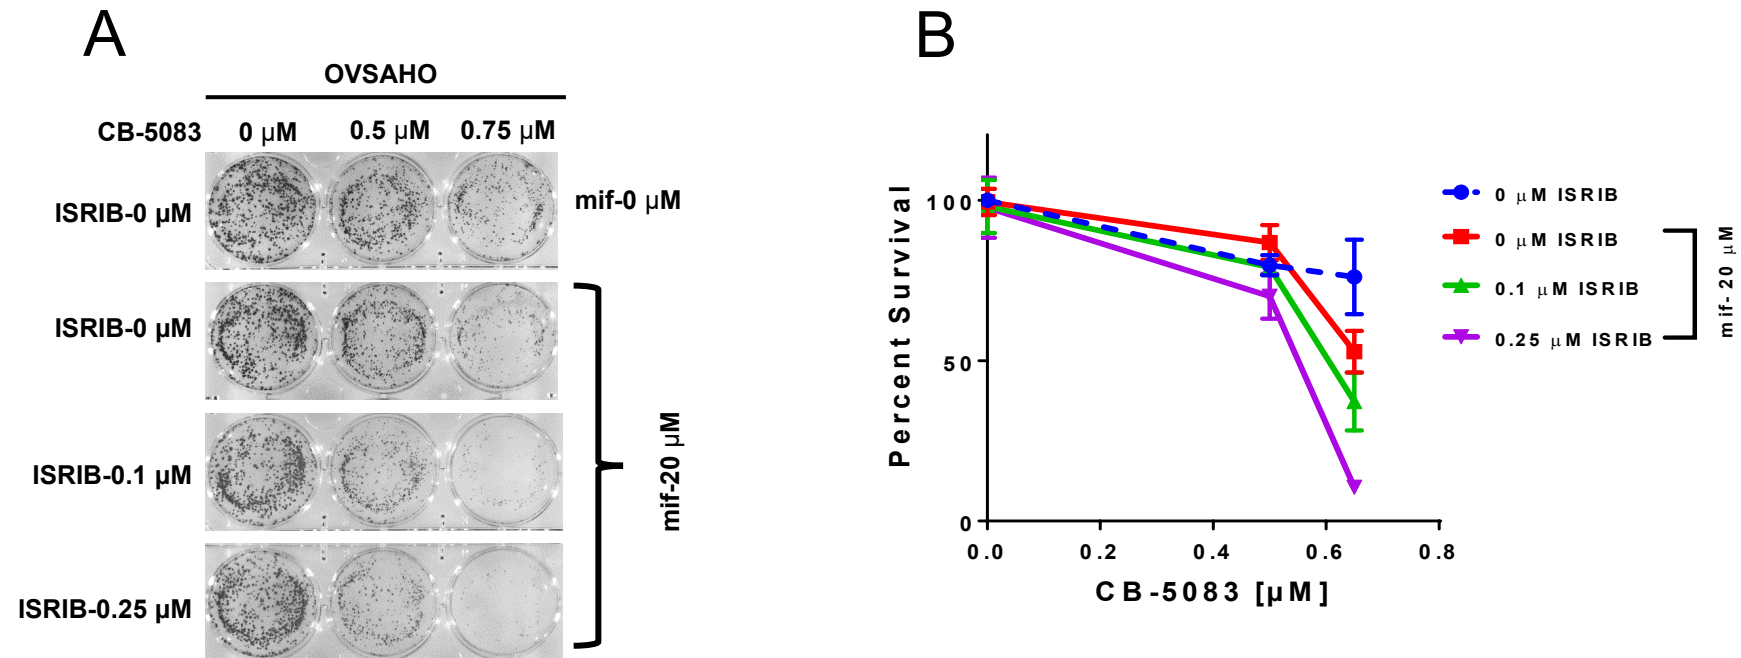 A
OVSAHO
CB-5083 0 µM 0.5 µM 0.75 µM
ISRIB-0 µM
mif-0 µM
ISRIB-0 µM
ISRIB-0.1 µM
ISRIB-0.25 µM
mif-20 µM
B
Percent Survival
100
50
0
0.0 0.2 0.4 0.6 0.8
CB-5083 [µM]
0 µM ISRIB
0 µM ISRIB
0.1 µM ISRIB
0.25 µM ISRIB
mif- 20 µM